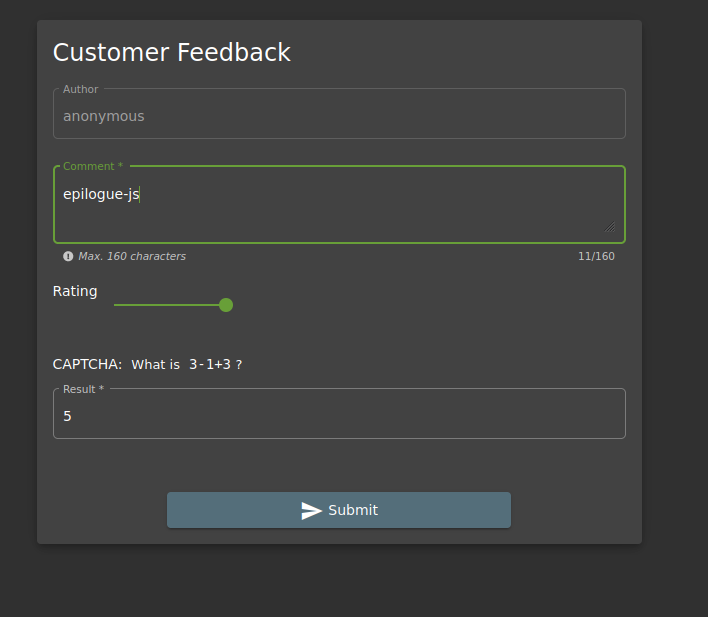 Customer Feedback
Author
anonymous
Comment *
epilogue-js
Max. 160 characters 11/160
Rating
CAPTCHA: What is 3-1+3 ?
Result *
5
Submit